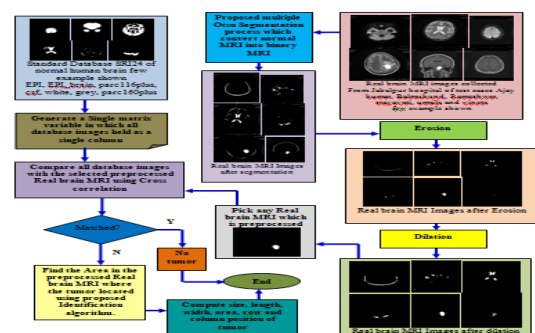 Standard Database SRI24 of
normal human brain few
example shown
EPI, EPI_brain, parc116plus,
csf, white, grey, parc160plus
Generate a Single matrix
variable in which all
database images held as a
single column
Compare all database images
with the selected preprocessed
Real brain MRI using Cross
correlation
Matched?
Y
N
No
tumor
Find the Area in the
preprocessed Real
brain MRI where
the tumor located
using proposed
Identification
algorithm.
End
Compute size, length,
width, area, row and
column position of
tumor
Proposed multiple
Otsu Segmentation
process which
convert normal
MRI into binary
MRI
Real brain MRI Images
after segmentation
Pick any Real
brain MRI which
is preprocessed
Real brain MRI images collected
From Jabalpur hospital of test cases Ajay
kumar,
few example shown
Erosion
Real brain MRI Images after Erosion
Dilation
Real brain MRI Images after dilation